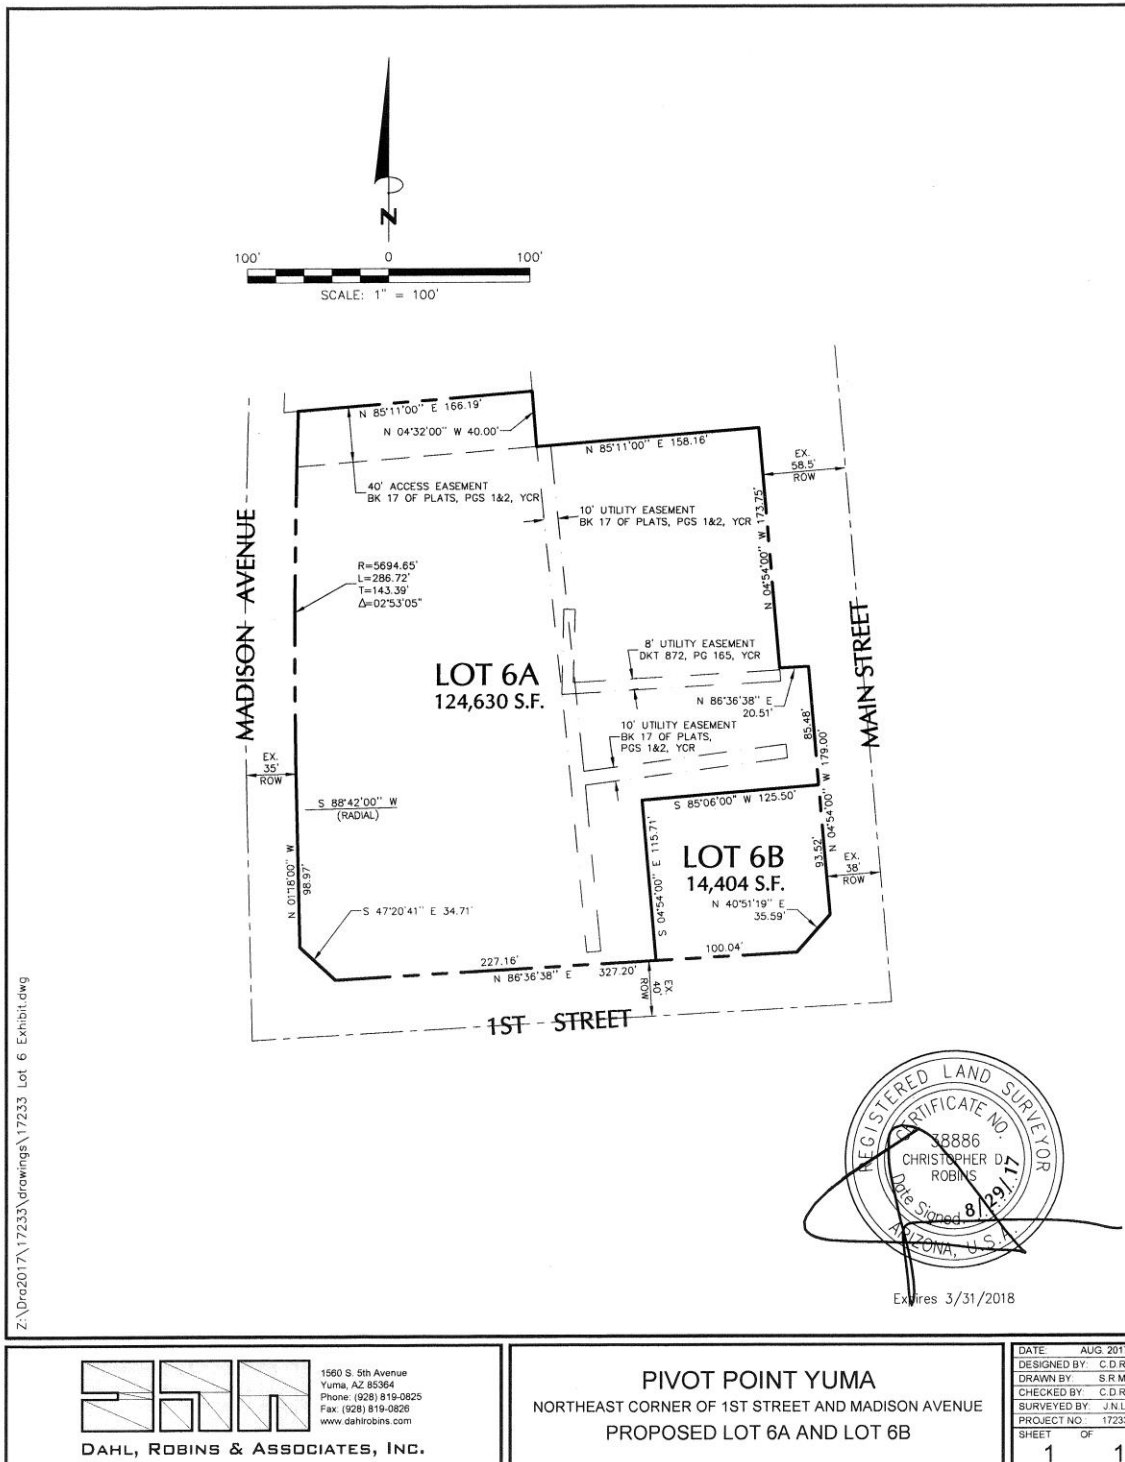 N
100' 0 100'
SCALE: 1" = 100'
N 85°11'00" E 166.19'
N 04°32'00" W 40.00'
N 85°11'00" E 158.16'
EX.
58.5'
ROW
40' ACCESS EASEMENT
BK 17 OF PLATS, PGS 1&2, YCR
10' UTILITY EASEMENT
BK 17 OF PLATS, PGS 1&2, YCR
N 04°54'00" W 173.75'
MADISON AVENUE
R=5694.65'
L=286.72'
T=143.39'
Δ=02°53'05"
8' UTILITY EASEMENT
DKT 872, PG 165, YCR
MAIN STREET
LOT 6A
124,630 S.F.
N 86°36'38" E
20.51'
10' UTILITY EASEMENT
BK 17 OF PLATS,
PGS 1&2, YCR
85.48'
N 04°54'00" W 179.00'
EX.
35'
ROW
S 88°42'00" W
(RADIAL)
S 85°06'00" W 125.50'
S 04°54'00" E 115.71'
LOT 6B
14,404 S.F.
93.52'
EX.
38'
ROW
N 01°18'00" W
98.97'
N 40°51'19" E
35.59'
S 47°20'41" E 34.71'
227.16'
100.04'
N 86°36'38" E 327.20'
EX.
40'
ROW
1ST STREET
Z:\Dra2017\17233\drawings\17233 Lot 6 Exhibit.dwg
REGISTERED LAND SURVEYOR
CERTIFICATE NO.
38886
CHRISTOPHER D.
ROBINS
Date Signed 8/29/17
ARIZONA, U.S.A.
Expires 3/31/2018
1560 S. 5th Avenue
Yuma, AZ 85364
Phone: (928) 819-0825
Fax: (928) 819-0826
www.dahlrobins.com
DAHL, ROBINS & ASSOCIATES, INC.
PIVOT POINT YUMA
NORTHEAST CORNER OF 1ST STREET AND MADISON AVENUE
PROPOSED LOT 6A AND LOT 6B
DATE: AUG. 2017
DESIGNED BY: C.D.R
DRAWN BY: S.R.M
CHECKED BY: C.D.R
SURVEYED BY: J.N.L
PROJECT NO.: 17233
SHEET OF
1 1